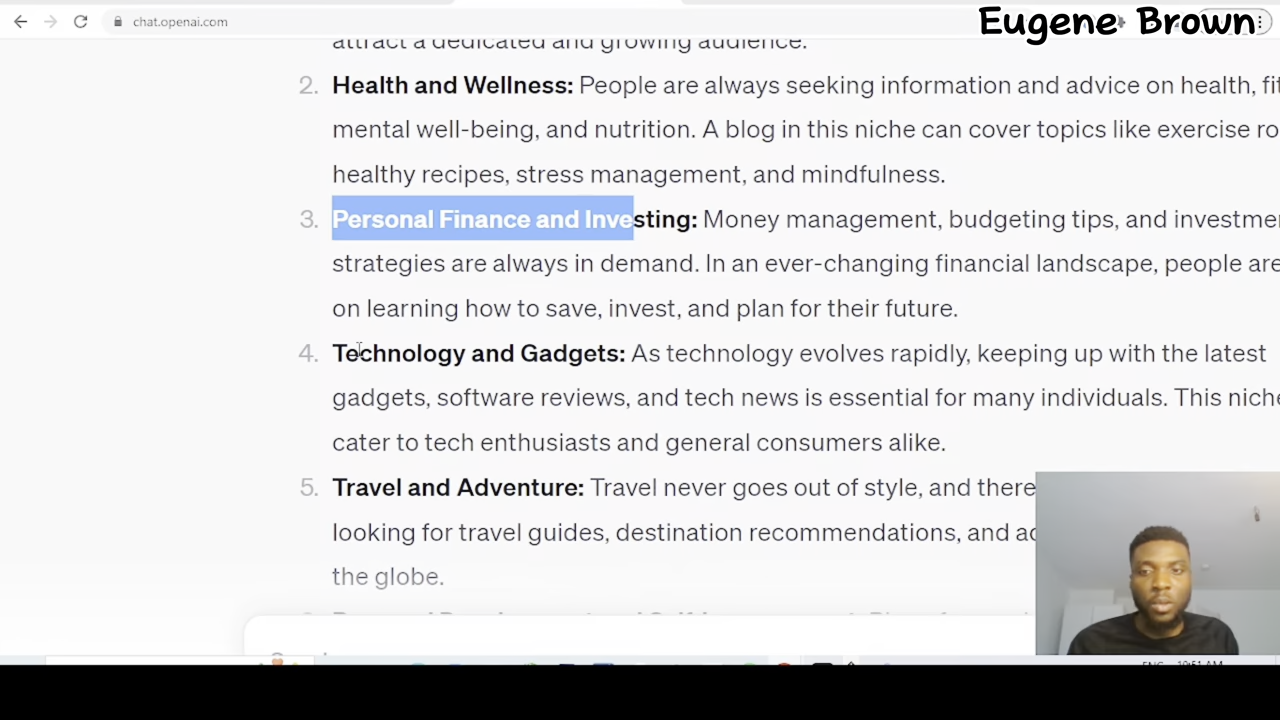 chat.openai.com
Eugene Brown
attract a dedicated and growing audience.
2. Health and Wellness: People are always seeking information and advice on health, fit
mental well-being, and nutrition. A blog in this niche can cover topics like exercise ro
healthy recipes, stress management, and mindfulness.
3. Personal Finance and Investing: Money management, budgeting tips, and investme
strategies are always in demand. In an ever-changing financial landscape, people are
on learning how to save, invest, and plan for their future.
4. Technology and Gadgets: As technology evolves rapidly, keeping up with the latest
gadgets, software reviews, and tech news is essential for many individuals. This niche
cater to tech enthusiasts and general consumers alike.
5. Travel and Adventure: Travel never goes out of style, and there
looking for travel guides, destination recommendations, and ad
the globe.